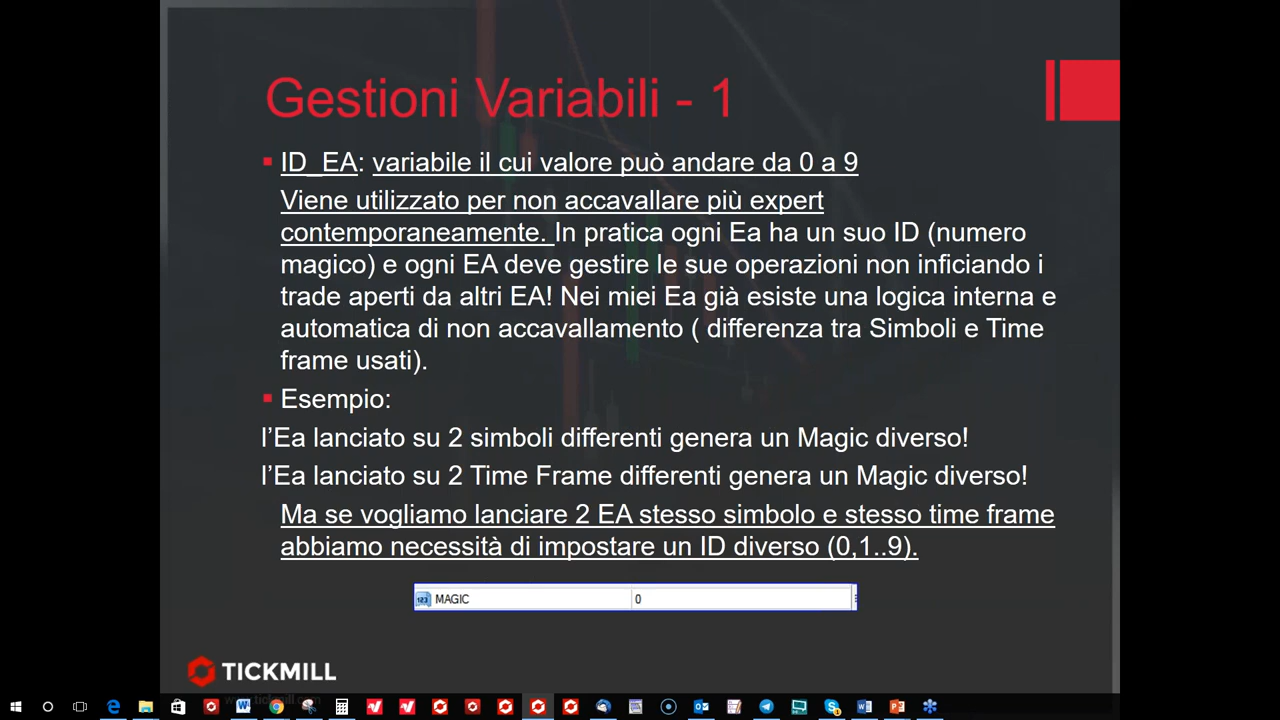 Gestioni Variabili - 1
ID_EA: variabile il cui valore può andare da 0 a 9
Viene utilizzato per non accavallare più expert
contemporaneamente. In pratica ogni Ea ha un suo ID (numero
magico) e ogni EA deve gestire le sue operazioni non inficiando i
trade aperti da altri EA! Nei miei Ea già esiste una logica interna e
automatica di non accavallamento ( differenza tra Simboli e Time
frame usati).
Esempio:
l'Ea lanciato su 2 simboli differenti genera un Magic diverso!
l'Ea lanciato su 2 Time Frame differenti genera un Magic diverso!
Ma se vogliamo lanciare 2 EA stesso simbolo e stesso time frame
abbiamo necessità di impostare un ID diverso (0,1..9).
123 MAGIC 0
TICKMILL
www.tickmill.com